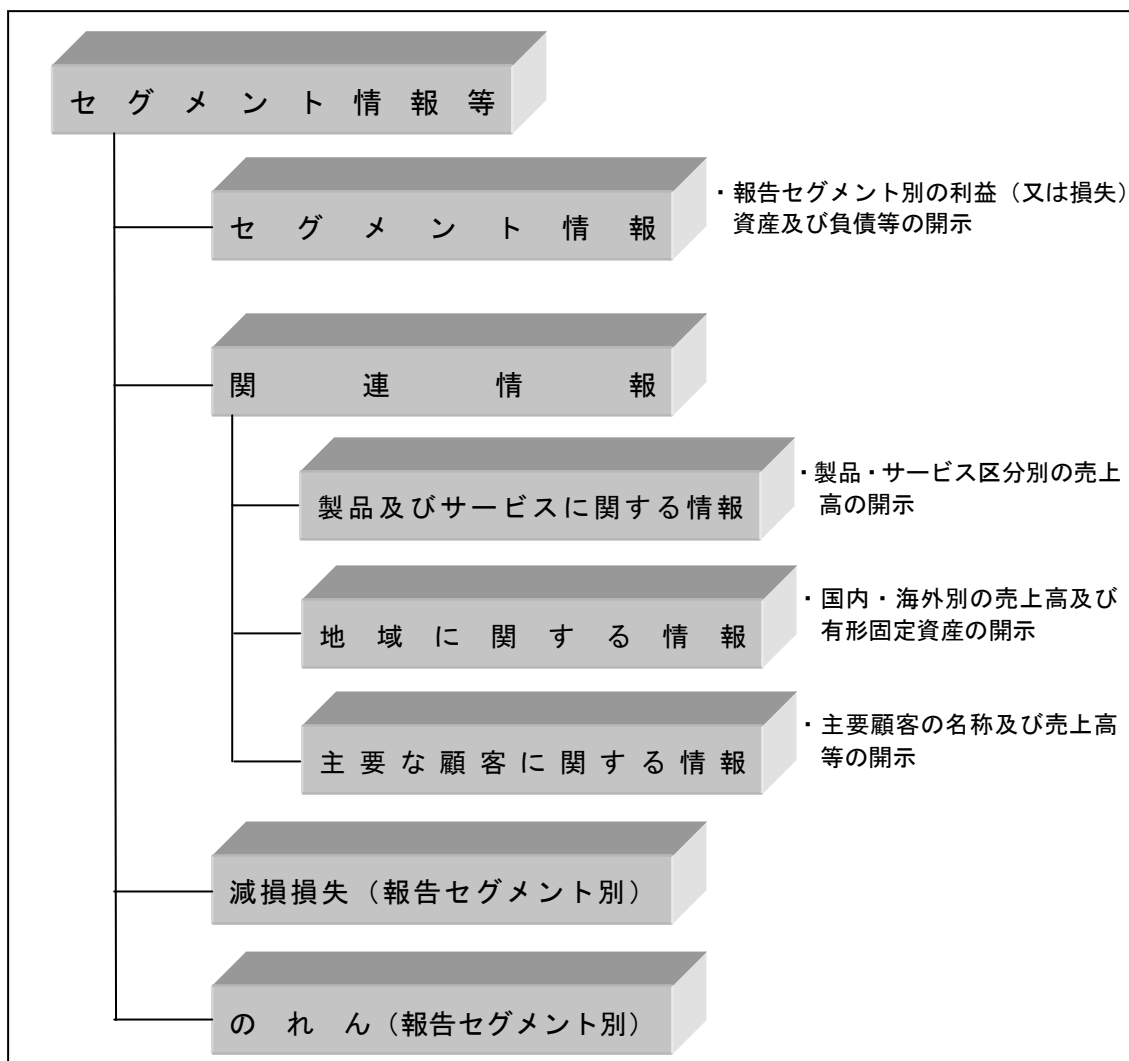 セグメント情報等
セグメント情報
・報告セグメント別の利益（又は損失）
資産及び負債等の開示
関連情報
製品及びサービスに関する情報
・製品・サービス区分別の売上
高の開示
地域に関する情報
・国内・海外別の売上高及び
有形固定資産の開示
主要な顧客に関する情報
・主要顧客の名称及び売上高
等の開示
減損損失（報告セグメント別）
のれん（報告セグメント別）